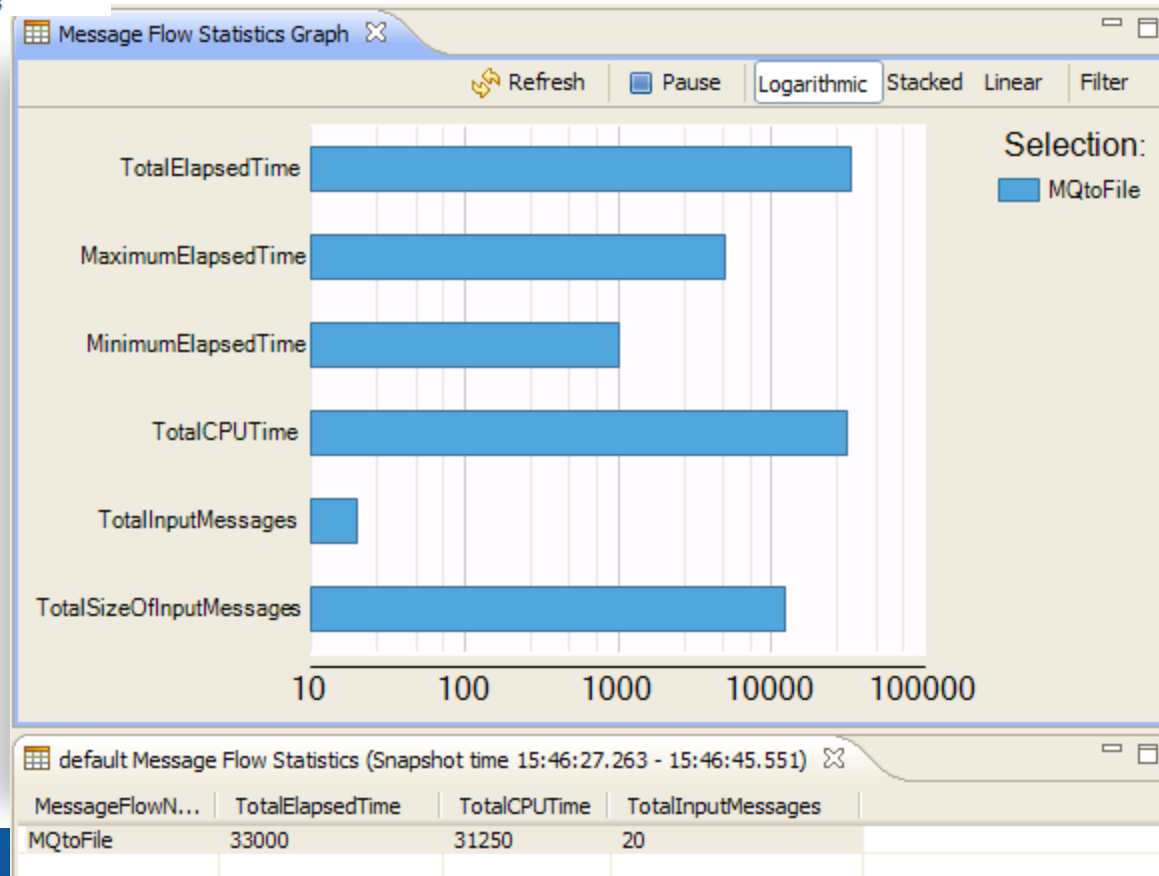 Message Flow Statistics Graph
Refresh Pause Logarithmic Stacked Linear Filter
Selection:
MQtoFile
TotalElapsedTime
MaximumElapsedTime
MinimumElapsedTime
TotalCPUTime
TotalInputMessages
TotalSizeOfInputMessages
10 100 1000 10000 100000
default Message Flow Statistics (Snapshot time 15:46:27.263 - 15:46:45.551)
MessageFlowN... TotalElapsedTime TotalCPUTime TotalInputMessages
MQtoFile 33000 31250 20